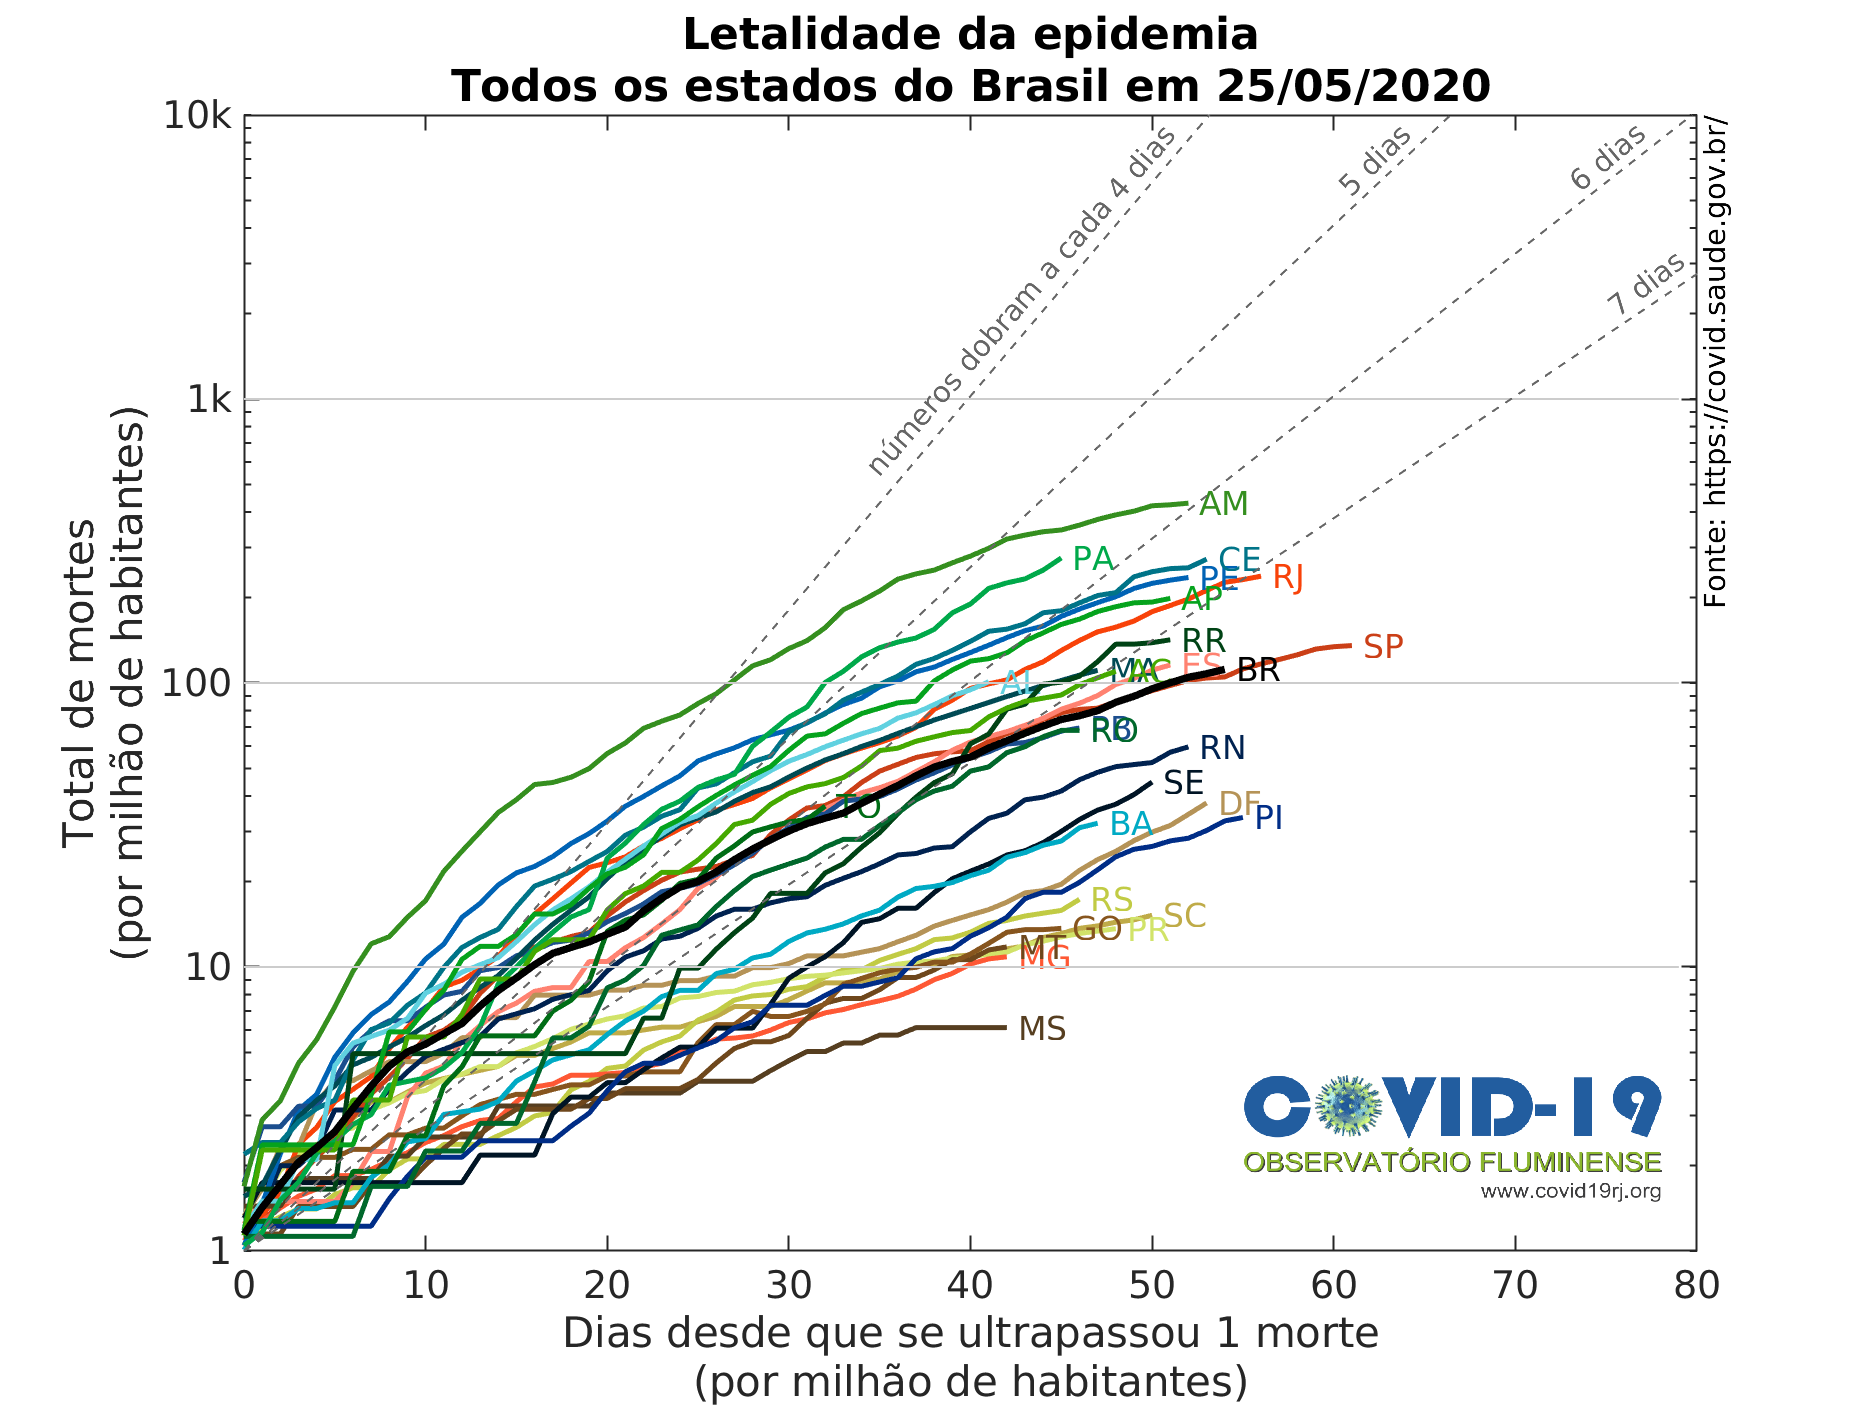 Letalidade da epidemia
Todos os estados do Brasil em 25/05/2020
Total de mortes
(por milhão de habitantes)
10k
1k
100
10
1
0 10 20 30 40 50 60 70 80
Dias desde que se ultrapassou 1 morte
(por milhão de habitantes)
números dobram a cada 4 dias
5 dias
6 dias
7 dias
Fonte: https://covid.saude.gov.br/
AM
PA
CE
PE
RJ
AP
RR
SP
MA
AC
ES
BR
AL
PB
RO
RN
SE
TO
DF
PI
BA
RS
SC
GO
PR
MT
MG
MS
COVID-19
OBSERVATÓRIO FLUMINENSE
www.covid19rj.org